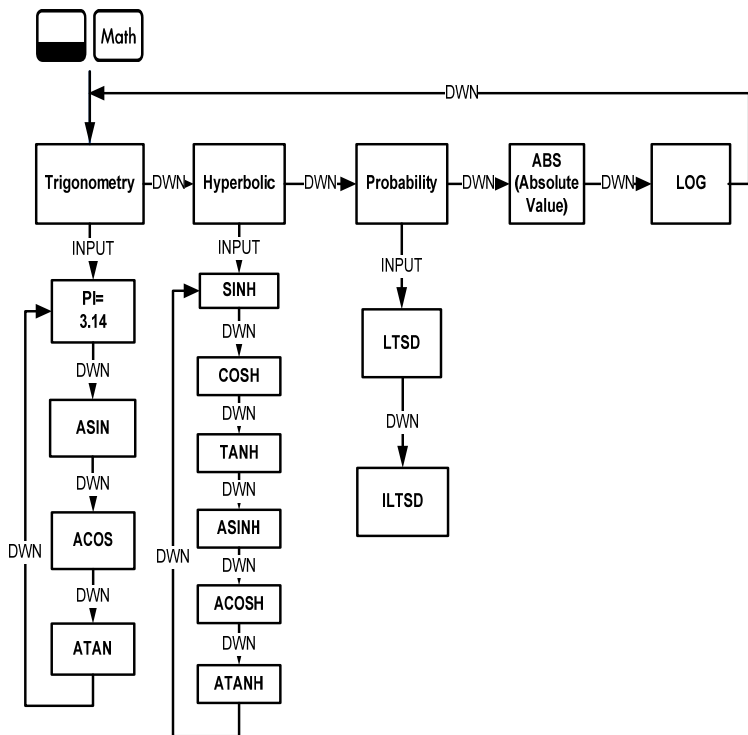 Math
DWN
Trigonometry
DWN
Hyperbolic
DWN
Probability
DWN
ABS
(Absolute
Value)
DWN
LOG
INPUT
PI=
3.14
DWN
ASIN
DWN
ACOS
DWN
ATAN
DWN
INPUT
SINH
DWN
COSH
DWN
TANH
DWN
ASINH
DWN
ACOSH
DWN
ATANH
DWN
INPUT
LTSD
DWN
ILTSD